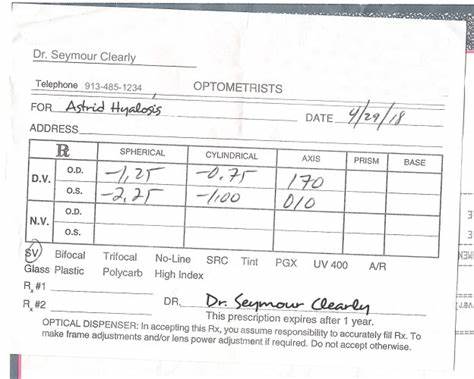 Dr. Seymour Clearly
Telephone 913-485-1234 OPTOMETRISTS
FOR Astrid Hyalosis DATE 4/29/18
ADDRESS
R SPHERICAL CYLINDRICAL AXIS PRISM BASE
D.V. O.D. -1,25 -0.75 170
O.S. -2,25 -1.00 010
N.V. O.D.
O.S.
SV Bifocal Trifocal No-Line SRC Tint PGX UV 400 A/R
Glass Plastic Polycarb High Index
Rx #1
Rx #2 DR. Dr. Seymour Clearly
This prescription expires after 1 year.
OPTICAL DISPENSER: In accepting this Rx, you assume responsibility to accurately fill Rx. To
make frame adjustments and/or lens power adjustment if required. Do not accept otherwise.